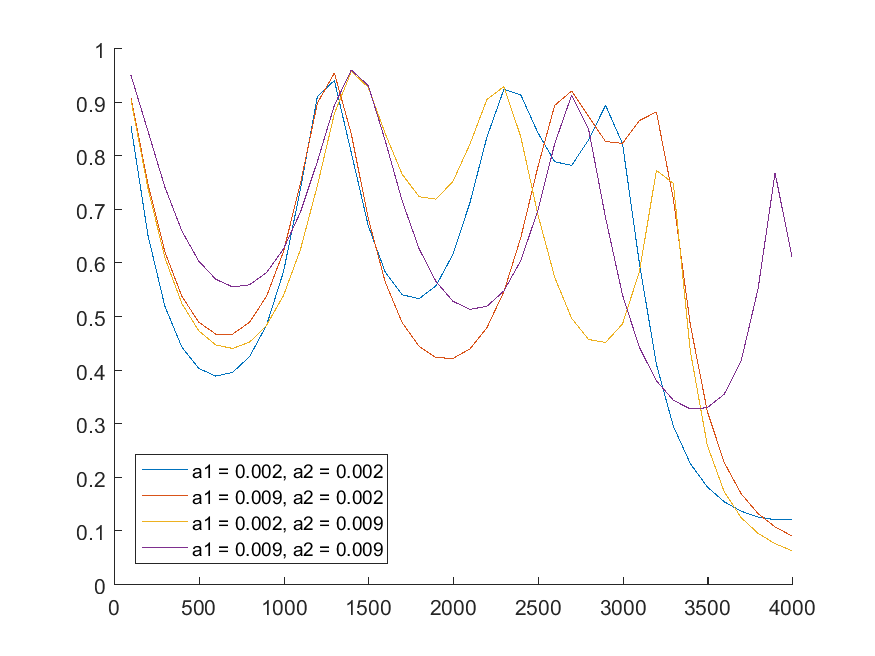 1
0.9
0.8
0.7
0.6
0.5
0.4
0.3
0.2
0.1
0
a1 = 0.002, a2 = 0.002
a1 = 0.009, a2 = 0.002
a1 = 0.002, a2 = 0.009
a1 = 0.009, a2 = 0.009
0 500 1000 1500 2000 2500 3000 3500 4000